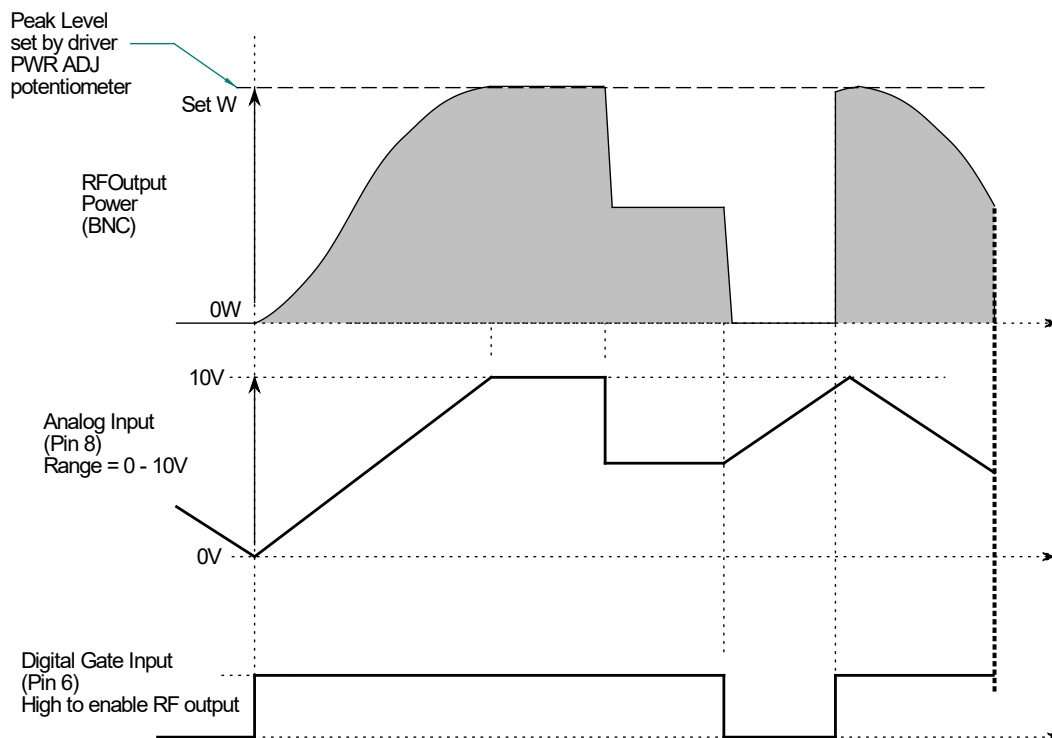 Peak Level
set by driver
PWR ADJ
potentiometer
Set W
RFOutput
Power
(BNC)
0W
10V
Analog Input
(Pin 8)
Range = 0 - 10V
0V
Digital Gate Input
(Pin 6)
High to enable RF output